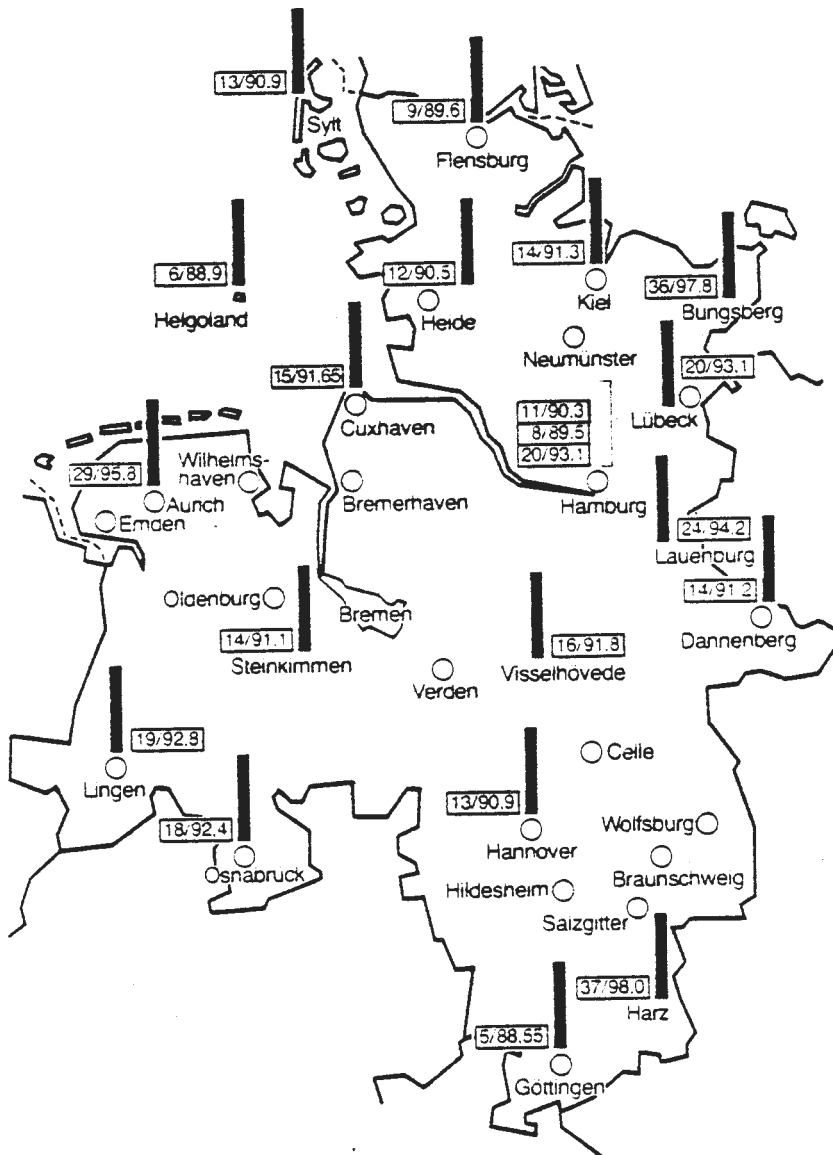 13/90.9
Sylt
9/89.6
Flensburg
6/88.9
Helgoland
12/90.5
Heide
14/91.3
Kiel
36/97.8
Bungsberg
Neumünster
15/91.65
Cuxhaven
20/93.1
Lübeck
11/90.3
8/89.5
20/93.1
Hamburg
29/95.8
Aurich
Wilhelms-
haven
Bremerhaven
Emden
24/94.2
Lauenburg
14/91.2
Dannenberg
Oldenburg
Bremen
14/91.1
Steinkimmen
16/91.8
Visselhövede
Verden
19/92.8
Lingen
Celle
13/90.9
Hannover
18/92.4
Osnabrück
Wolfsburg
Braunschweig
Hildesheim
Salzgitter
37/98.0
Harz
5/88.55
Göttingen